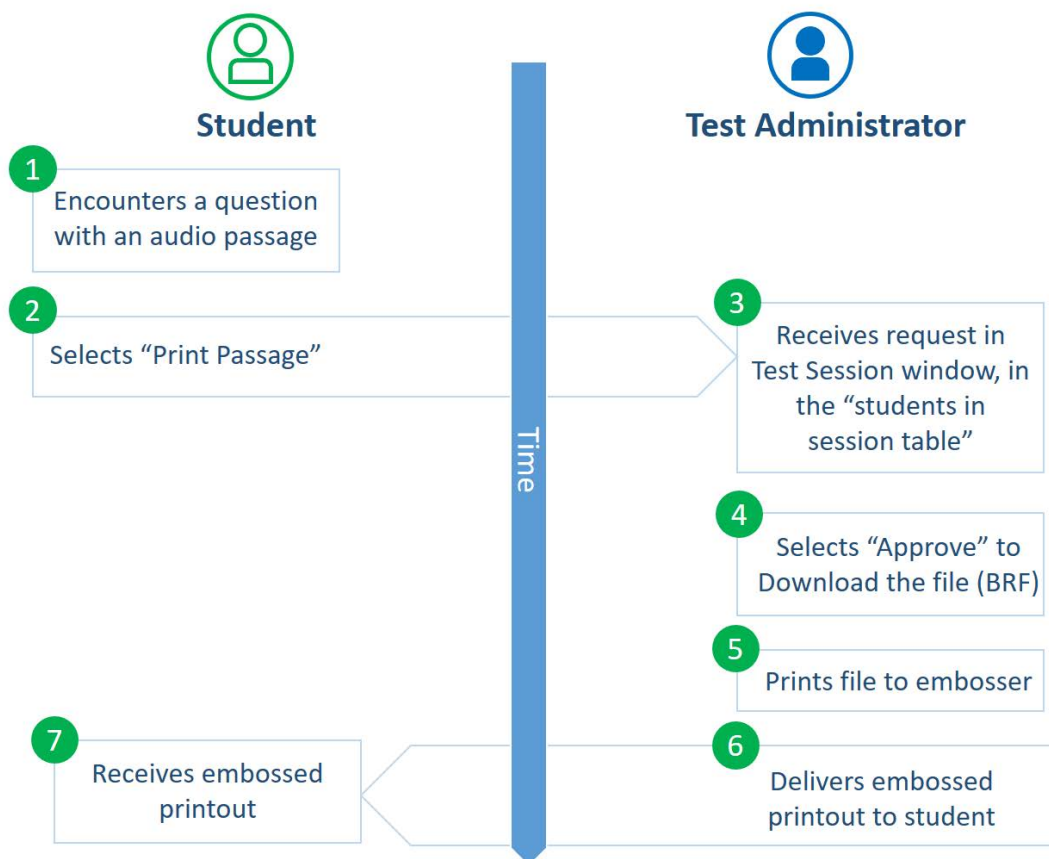 Student
Test Administrator
1
Encounters a question
with an audio passage
2
Selects “Print Passage”
3
Receives request in
Test Session window, in
the “students in
session table”
Time
4
Selects “Approve” to
Download the file (BRF)
5
Prints file to embosser
6
Delivers embossed
printout to student
7
Receives embossed
printout